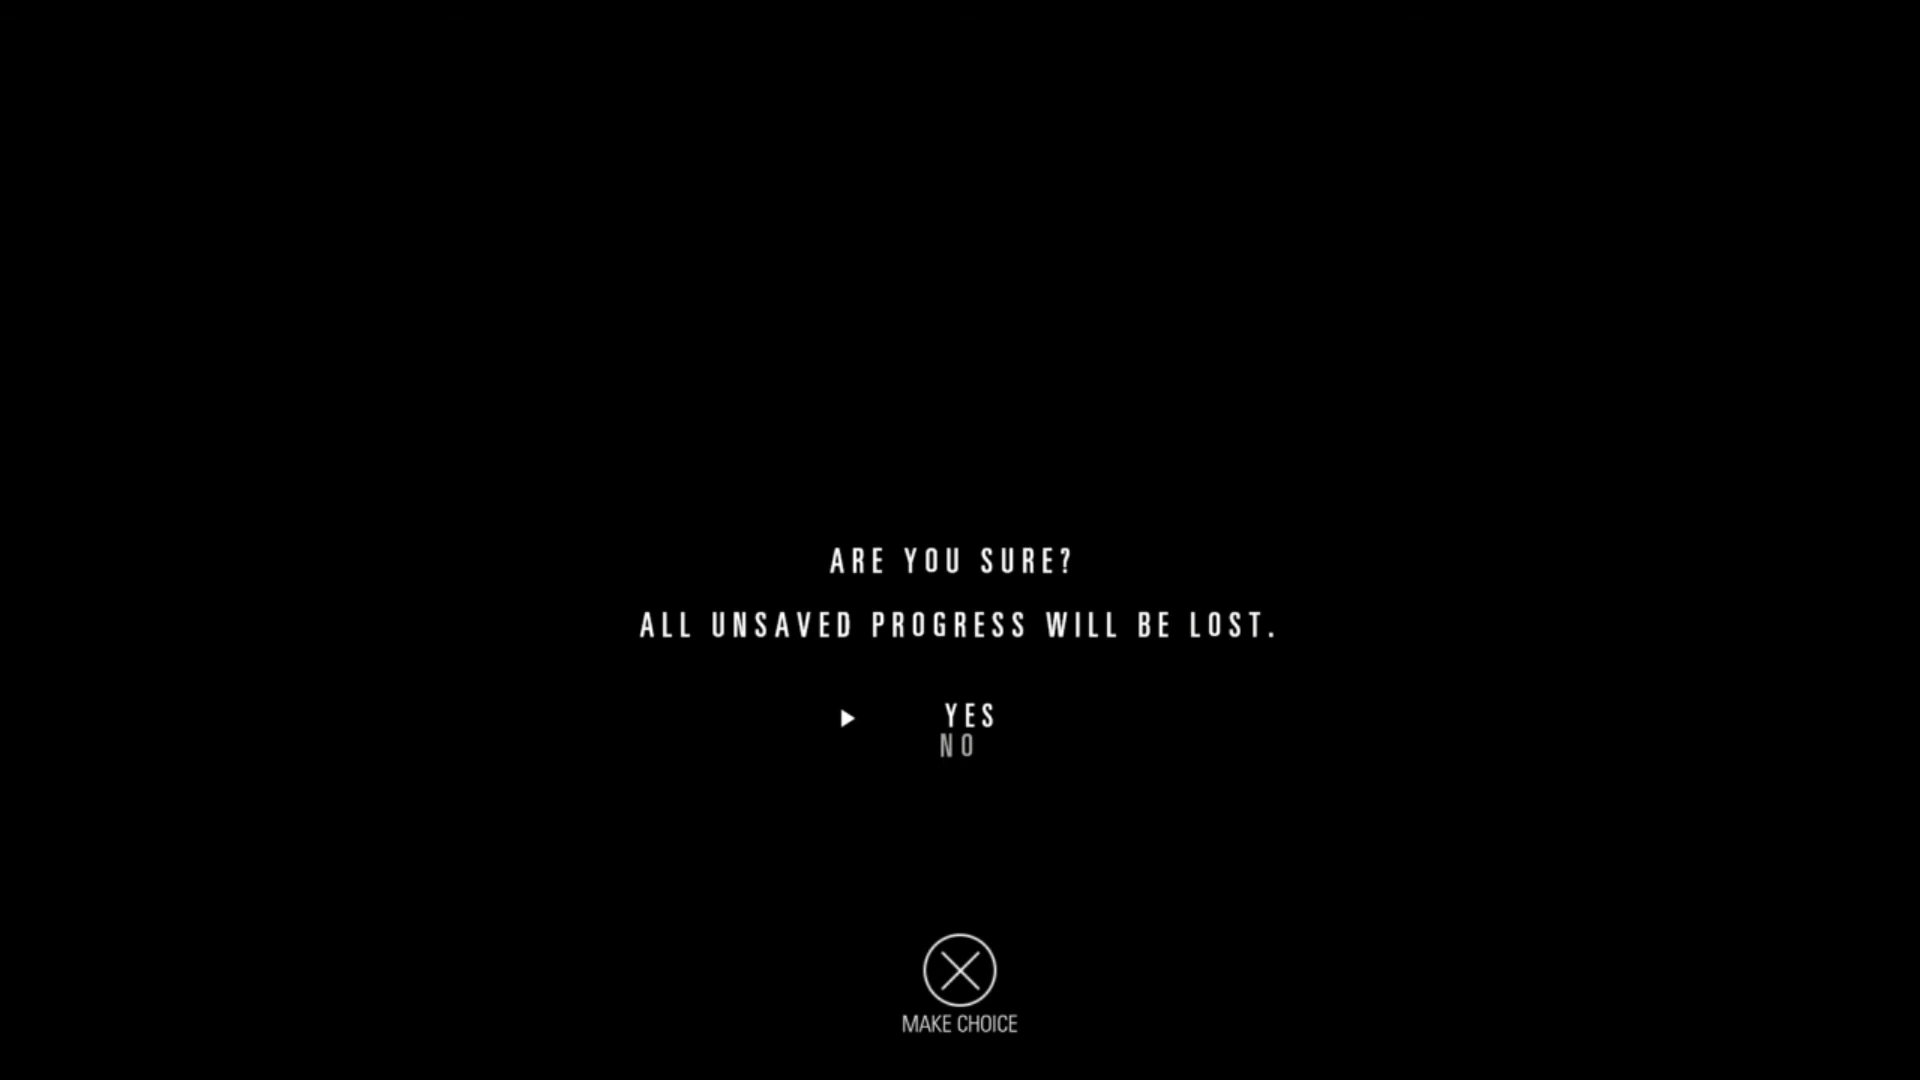 ARE YOU SURE?
ALL UNSAVED PROGRESS WILL BE LOST.
YES
NO
MAKE CHOICE